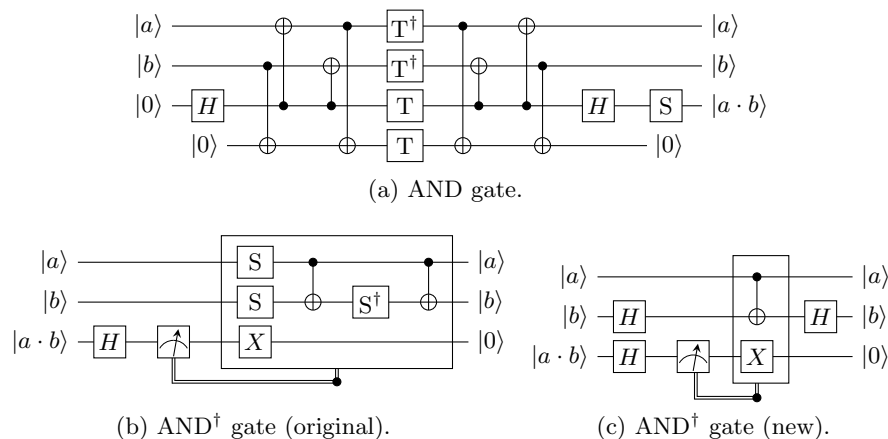 |a⟩ T† |a⟩
|b⟩ T† |b⟩
|0⟩ H T H S |a · b⟩
|0⟩ T |0⟩
(a) AND gate.
|a⟩ S |a⟩
|b⟩ S S† |b⟩
|a · b⟩ H X |0⟩
(b) AND† gate (original).
|a⟩ |a⟩
|b⟩ H H |b⟩
|a · b⟩ H X |0⟩
(c) AND† gate (new).